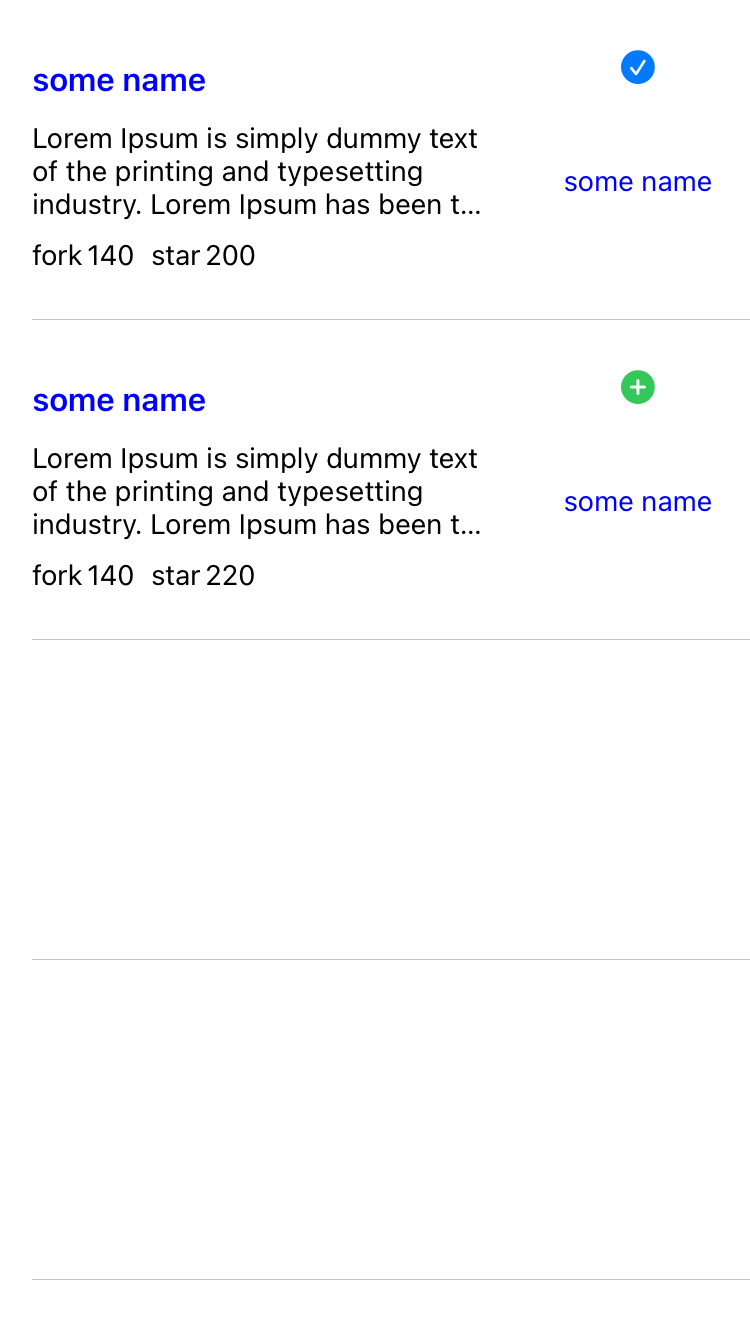 some name
Lorem Ipsum is simply dummy text
of the printing and typesetting
industry. Lorem Ipsum has been t...
some name
fork 140 star 200
some name
Lorem Ipsum is simply dummy text
of the printing and typesetting
industry. Lorem Ipsum has been t...
some name
fork 140 star 220